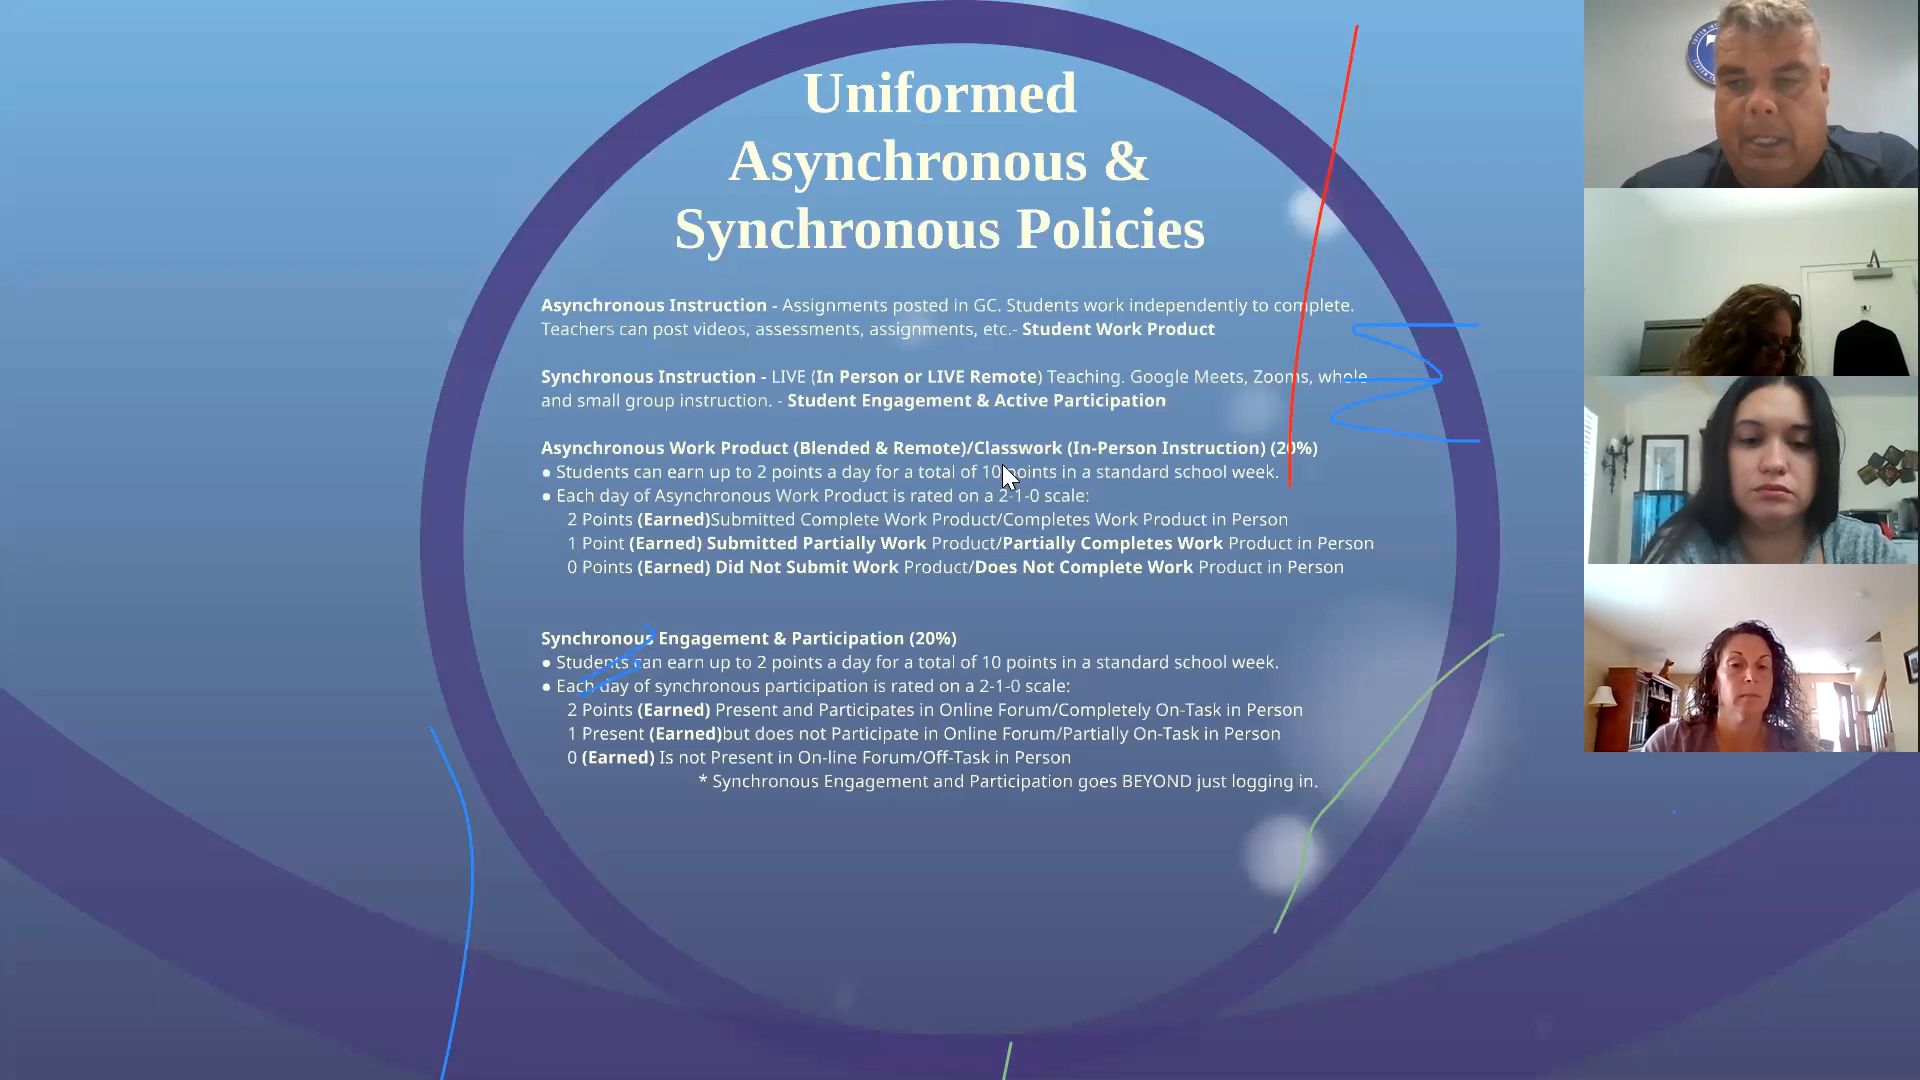 Uniformed
Asynchronous &
Synchronous Policies
Asynchronous Instruction - Assignments posted in GC. Students work independently to complete.
Teachers can post videos, assessments, assignments, etc.- Student Work Product
Synchronous Instruction - LIVE (In Person or LIVE Remote) Teaching. Google Meets, Zooms, whole
and small group instruction. - Student Engagement & Active Participation
Asynchronous Work Product (Blended & Remote)/Classwork (In-Person Instruction) (20%)
● Students can earn up to 2 points a day for a total of 10 points in a standard school week.
● Each day of Asynchronous Work Product is rated on a 2-1-0 scale:
2 Points (Earned)Submitted Complete Work Product/Completes Work Product in Person
1 Point (Earned) Submitted Partially Work Product/Partially Completes Work Product in Person
0 Points (Earned) Did Not Submit Work Product/Does Not Complete Work Product in Person
Synchronous Engagement & Participation (20%)
● Students can earn up to 2 points a day for a total of 10 points in a standard school week.
● Each day of synchronous participation is rated on a 2-1-0 scale:
2 Points (Earned) Present and Participates in Online Forum/Completely On-Task in Person
1 Present (Earned)but does not Participate in Online Forum/Partially On-Task in Person
0 (Earned) Is not Present in On-line Forum/Off-Task in Person
* Synchronous Engagement and Participation goes BEYOND just logging in.